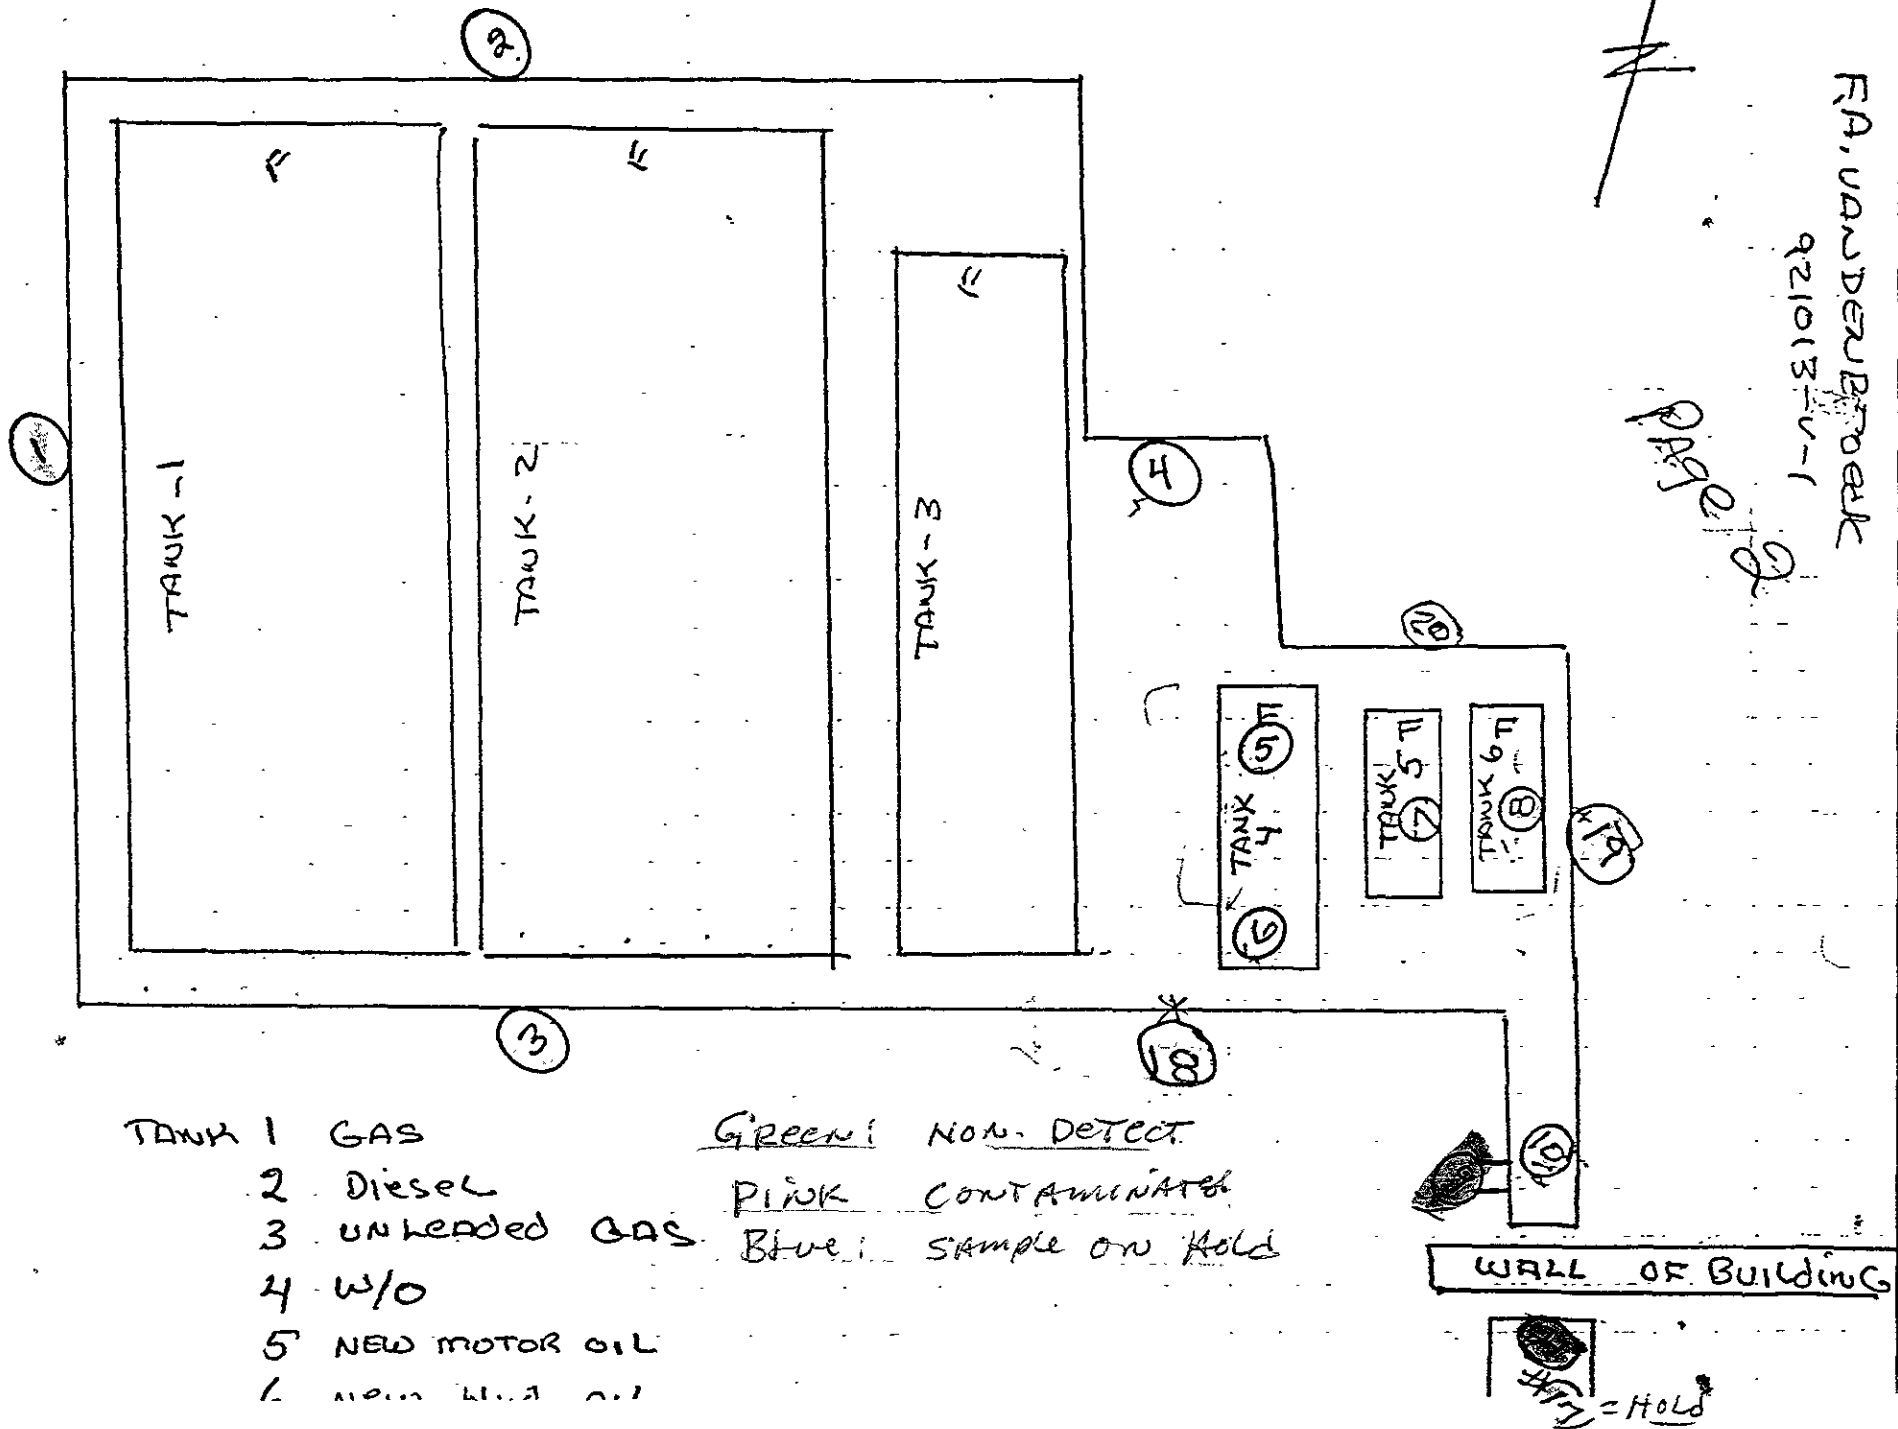 2
N
R.A. VANDENBROEK
921013-V-1
PAge 2
F
F
F
1
TANK-1
TANK-2
TANK-3
4
20
F
5
TANK
4
6
F
TANK 5
7
F
TANK 6
8
19
3
18
10
TANK 1 GAS
2 Diesel
3 UNLeaded GAS
4 W/O
5 NEW MOTOR OIL
Green: NON-DeTecT
PINK CONTAMINATed
Blue: SAmple on Hold
WALL OF BUILdinG
#17 = Hold